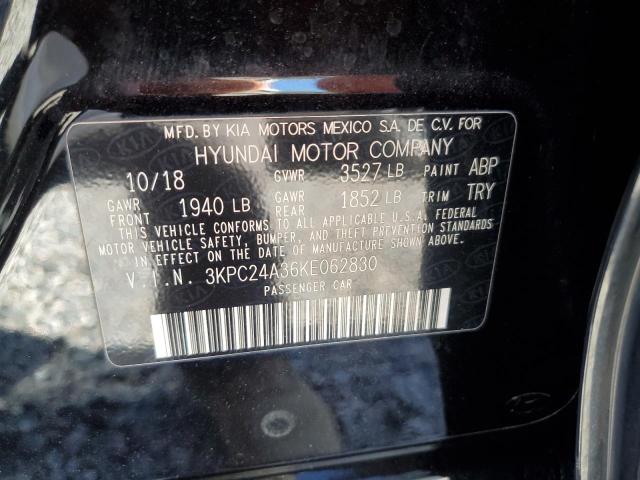 MFD. BY KIA MOTORS MEXICO S.A. DE C.V. FOR
HYUNDAI MOTOR COMPANY
10/18 GVWR 3527 LB PAINT ABP
GAWR FRONT 1940 LB GAWR REAR 1852 LB TRIM TRY
THIS VEHICLE CONFORMS TO ALL APPLICABLE U.S.A. FEDERAL
MOTOR VEHICLE SAFETY, BUMPER, AND THEFT PREVENTION STANDARDS
IN EFFECT ON THE DATE OF MANUFACTURE SHOWN ABOVE.
V.I.N. 3KPC24A36KE062830
PASSENGER CAR